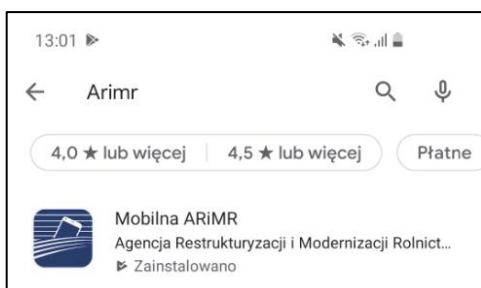 13:01
Arimr
4,0 ★ lub więcej 4,5 ★ lub więcej Płatne
Mobilna ARiMR
Agencja Restrukturyzacji i Modernizacji Rolnict...
Zainstalowano